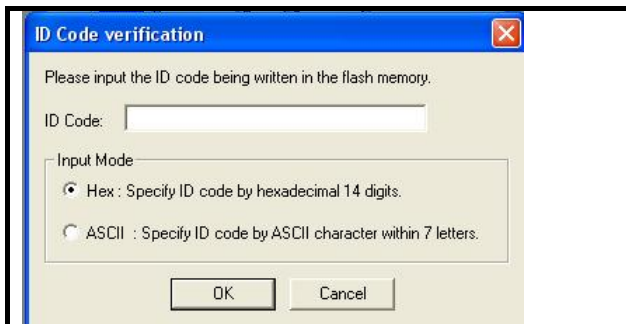 ID Code verification
Please input the ID code being written in the flash memory.
ID Code:
Input Mode
Hex : Specify ID code by hexadecimal 14 digits.
ASCII : Specify ID code by ASCII character within 7 letters.
OK Cancel